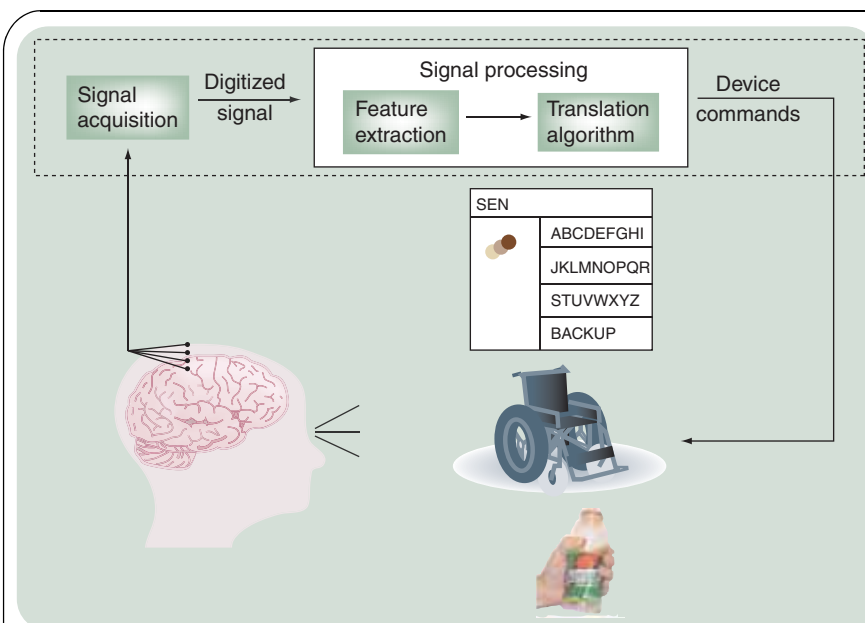 Signal processing
Signal
acquisition
Digitized
signal
Feature
extraction
Translation
algorithm
Device
commands
SEN
ABCDEFGHI
JKLMNOPQR
STUVWXYZ
BACKUP